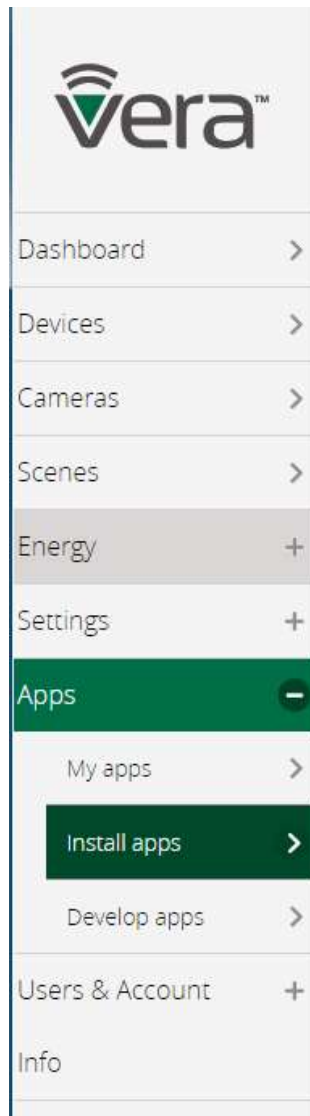 vera™
Dashboard
Devices
Cameras
Scenes
Energy
Settings
Apps
My apps
Install apps
Develop apps
Users & Account
Info